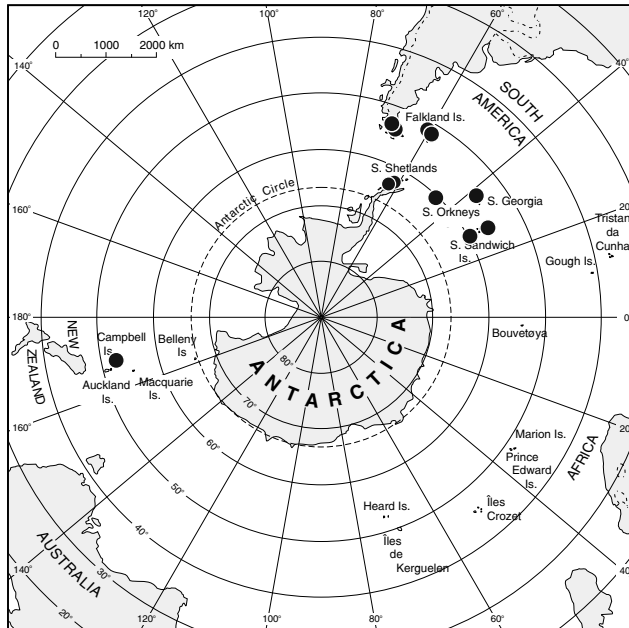 120°
100°
80°
60°
0 1000 2000 km
140°
40°
SOUTH
AMERICA
Falkland Is.
S. Shetlands
Antarctic Circle
160°
S. Orkneys
S. Georgia
20°
Tristan
da
Cunha
S. Sandwich
Is.
Gough Is.
180°
NEW
ZEALAND
Campbell
Is
Belleny
Is
Bouvetøya
0°
Auckland
Is.
Macquarie
Is.
ANTARCTICA
80°
70°
60°
50°
40°
30°
20°
160°
Marion Is.
Prince
Edward
Is.
AFRICA
20°
Heard Is.
Îles
Crozet
Îles
de
Kerguelen
AUSTRALIA
140°
120°
100°
80°
60°
40°